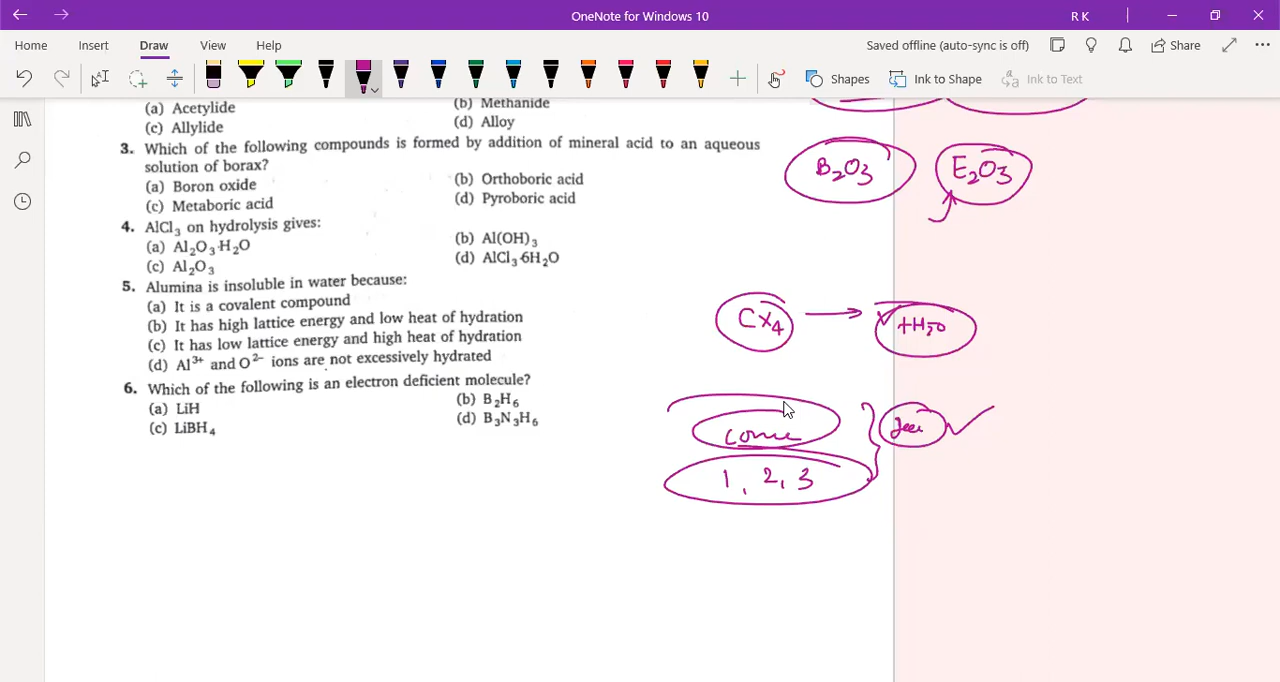 OneNote for Windows 10
R K
Home Insert Draw View Help
Saved offline (auto-sync is off)
Share
Shapes
Ink to Shape
Ink to Text
(a) Acetylide (b) Methanide
(c) Allylide (d) Alloy
3. Which of the following compounds is formed by addition of mineral acid to an aqueous
solution of borax?
(a) Boron oxide (b) Orthoboric acid
(c) Metaboric acid (d) Pyroboric acid
4. AlCl₃ on hydrolysis gives:
(a) Al₂O₃·H₂O (b) Al(OH)₃
(c) Al₂O₃ (d) AlCl₃·6H₂O
5. Alumina is insoluble in water because:
(a) It is a covalent compound
(b) It has high lattice energy and low heat of hydration
(c) It has low lattice energy and high heat of hydration
(d) Al³⁺ and O²⁻ ions are not excessively hydrated
6. Which of the following is an electron deficient molecule?
(a) LiH (b) B₂H₆
(c) LiBH₄ (d) B₃N₃H₆
B₂O₃ E₂O₃
CX₄ → +H₂O
1, 2, 3